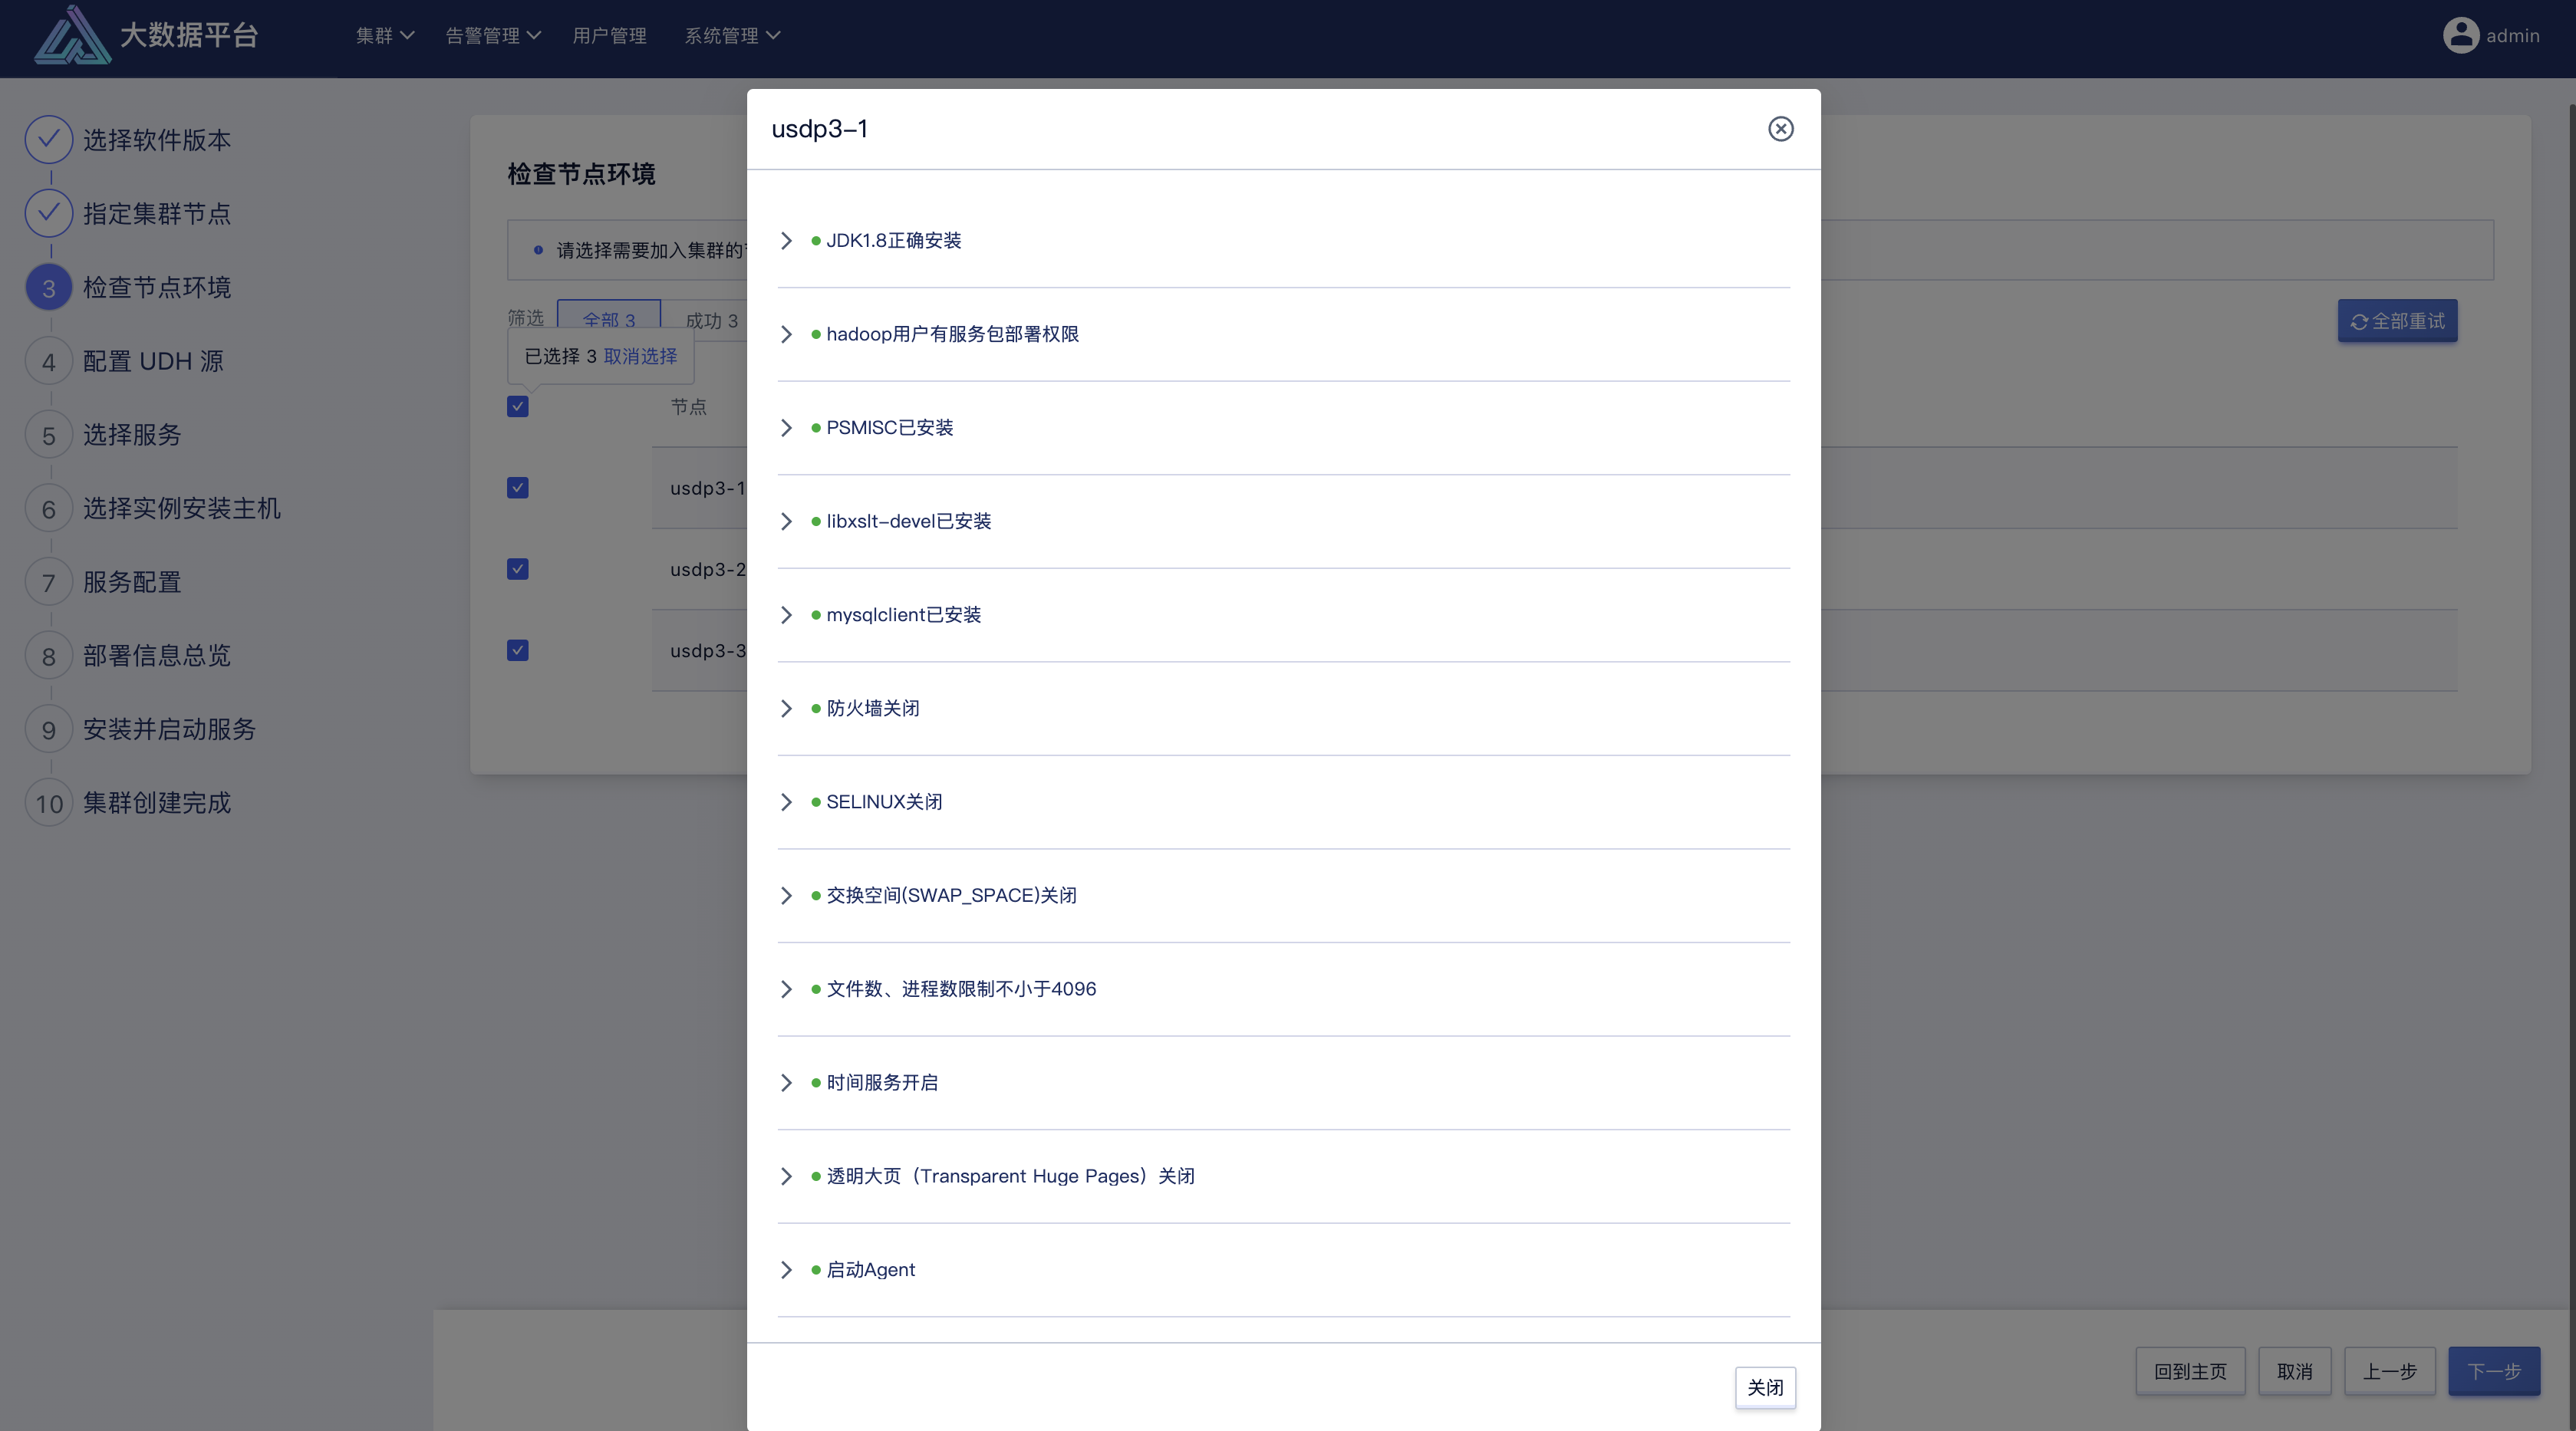 大数据平台
集群 告警管理 用户管理 系统管理 admin
选择软件版本
指定集群节点
3 检查节点环境
4 配置 UDH 源
5 选择服务
6 选择实例安装主机
7 服务配置
8 部署信息总览
9 安装并启动服务
10 集群创建完成
检查节点环境
请选择需要加入集群的
筛选 全部 3 成功 3
全部重试
已选择 3 取消选择
节点
usdp3-1
usdp3-2
usdp3-3
usdp3-1
JDK1.8正确安装
hadoop用户有服务包部署权限
PSMISC已安装
libxslt-devel已安装
mysqlclient已安装
防火墙关闭
SELINUX关闭
交换空间(SWAP_SPACE)关闭
文件数、进程数限制不小于4096
时间服务开启
透明大页（Transparent Huge Pages）关闭
启动Agent
关闭
回到主页 取消 上一步 下一步